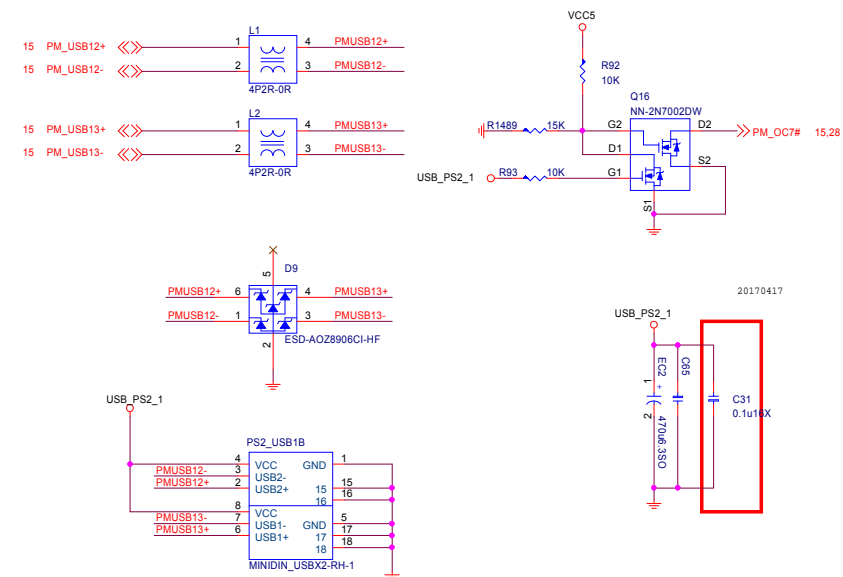 L1
15 PM_USB12+ 1 4 PMUSB12+
15 PM_USB12- 2 3 PMUSB12-
4P2R-0R
L2
15 PM_USB13+ 1 4 PMUSB13+
15 PM_USB13- 2 3 PMUSB13-
4P2R-0R
VCC5
R92
10K
Q16
NN-2N7002DW
R1489 15K G2 D2 PM_OC7# 15,28
D1 S2
USB_PS2_1 R93 10K G1
S1
D9
5
PMUSB12+ 6 4 PMUSB13+
PMUSB12- 1 3 PMUSB13-
ESD-AOZ8906CI-HF
2
20170417
USB_PS2_1
EC2
1
+
2
470u6.3SO
C65
C31
0.1u16X
USB_PS2_1
PS2_USB1B
4 VCC GND 1
PMUSB12- 3 USB2-
PMUSB12+ 2 USB2+ 15 15
16 16
8 VCC
PMUSB13- 7 USB1- GND 5
PMUSB13+ 6 USB1+ 17 17
18 18
MINIDIN_USBX2-RH-1